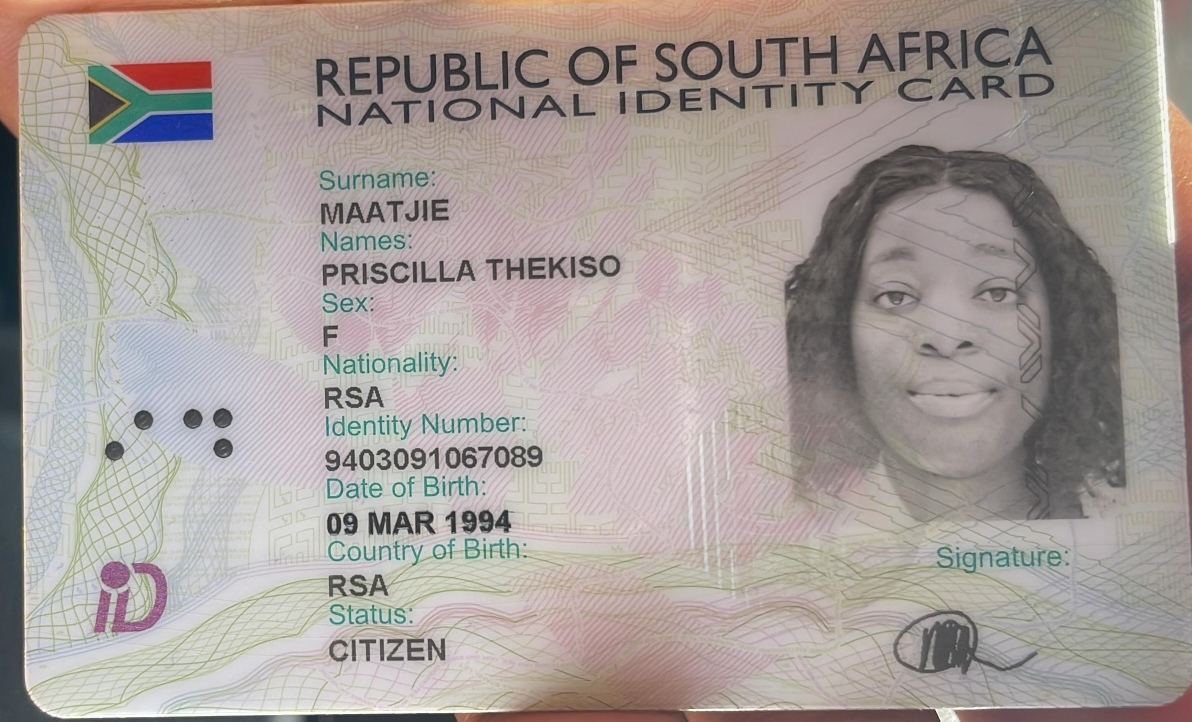 REPUBLIC OF SOUTH AFRICA
NATIONAL IDENTITY CARD
Surname:
MAATJIE
Names:
PRISCILLA THEKISO
Sex:
F
Nationality:
RSA
Identity Number:
9403091067089
Date of Birth:
09 MAR 1994
Country of Birth:
RSA
Status:
CITIZEN
Signature:
iD